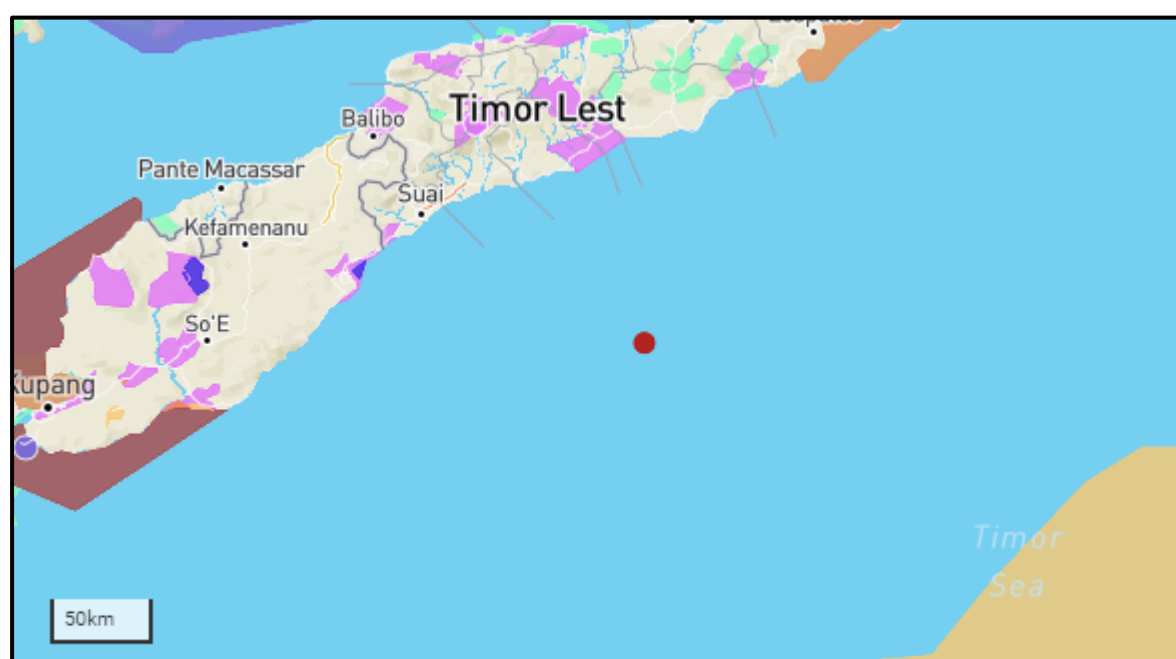 Timor Lest
Balibo
Pante Macassar
Suai
Kefamenanu
So'E
Kupang
Timor
Sea
50km